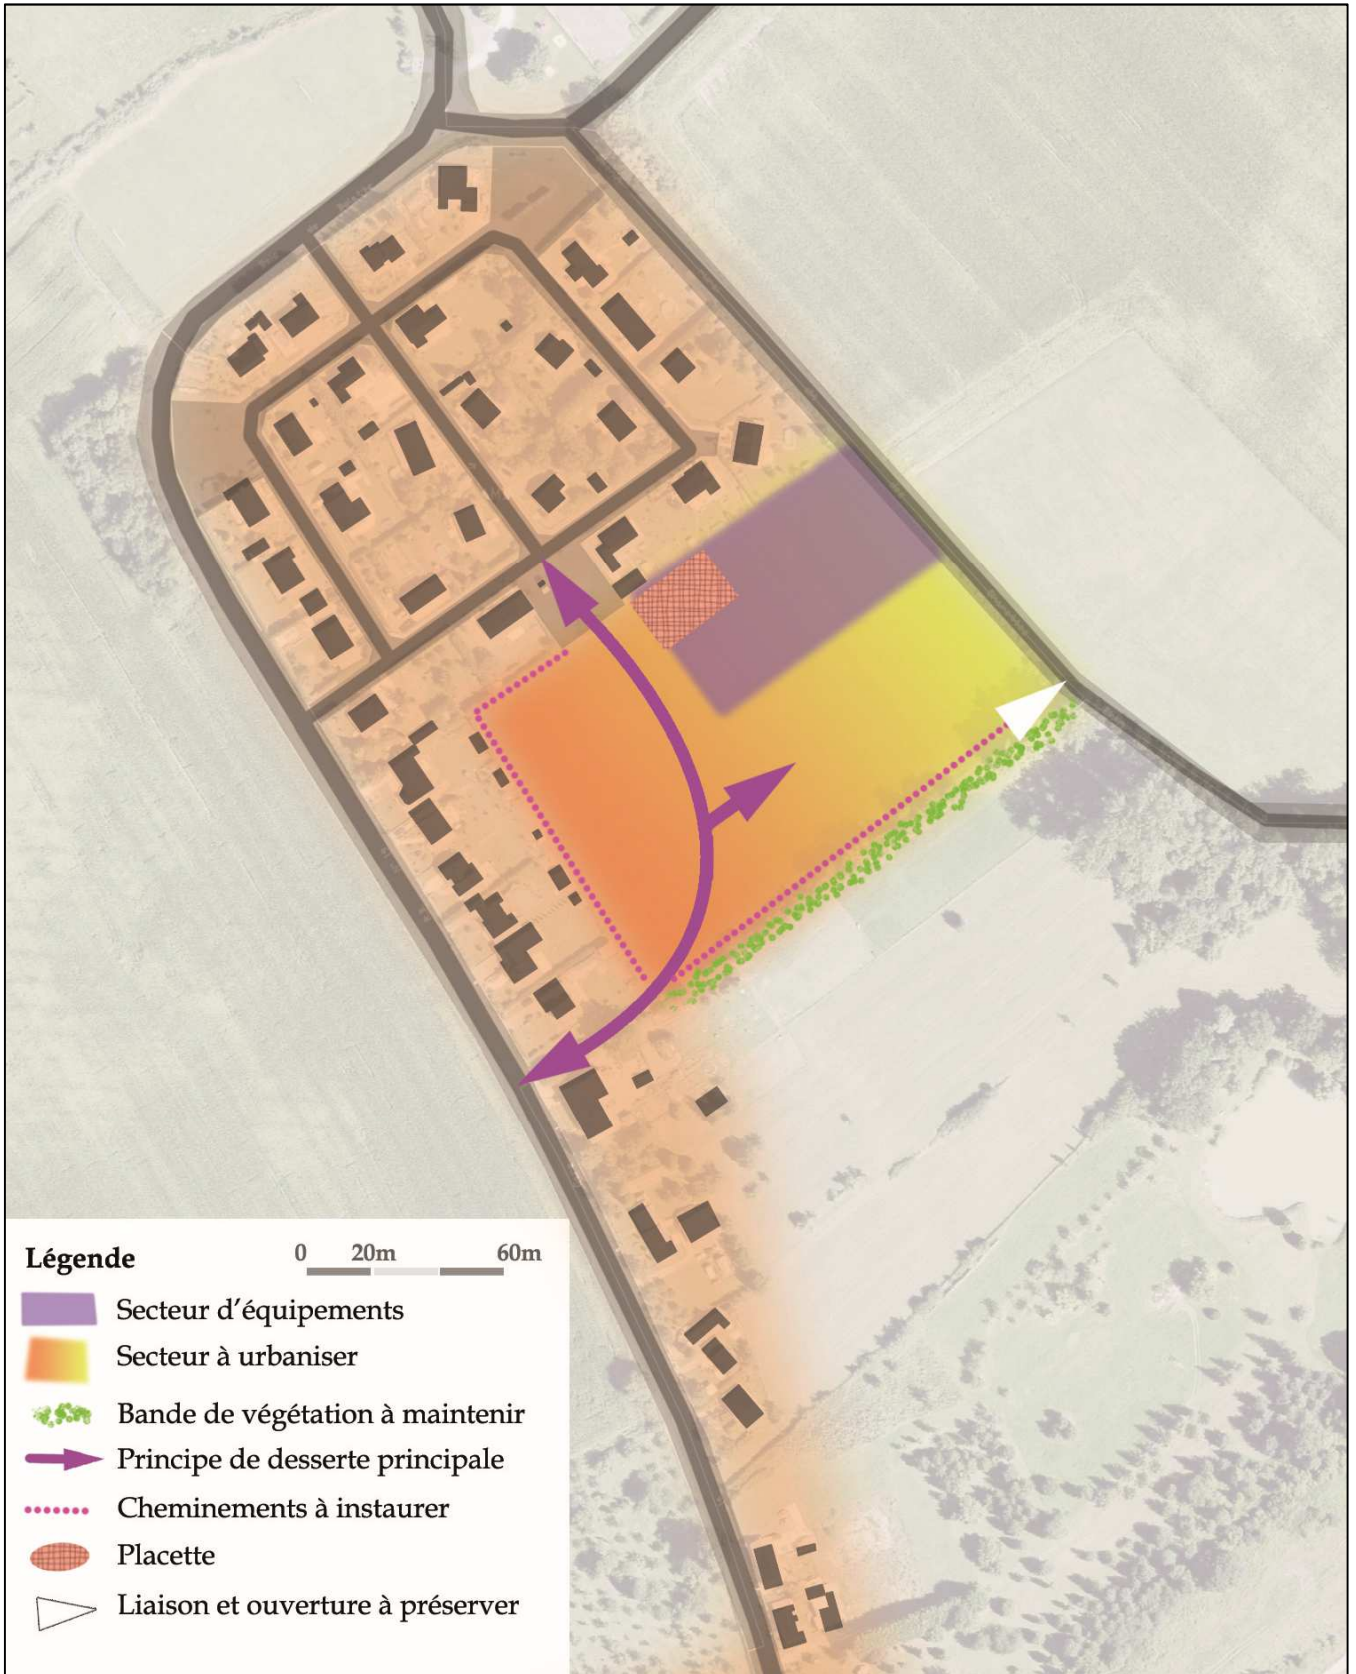 Légende
0 20m 60m
Secteur d'équipements
Secteur à urbaniser
Bande de végétation à maintenir
Principe de desserte principale
Cheminements à instaurer
Placette
Liaison et ouverture à préserver